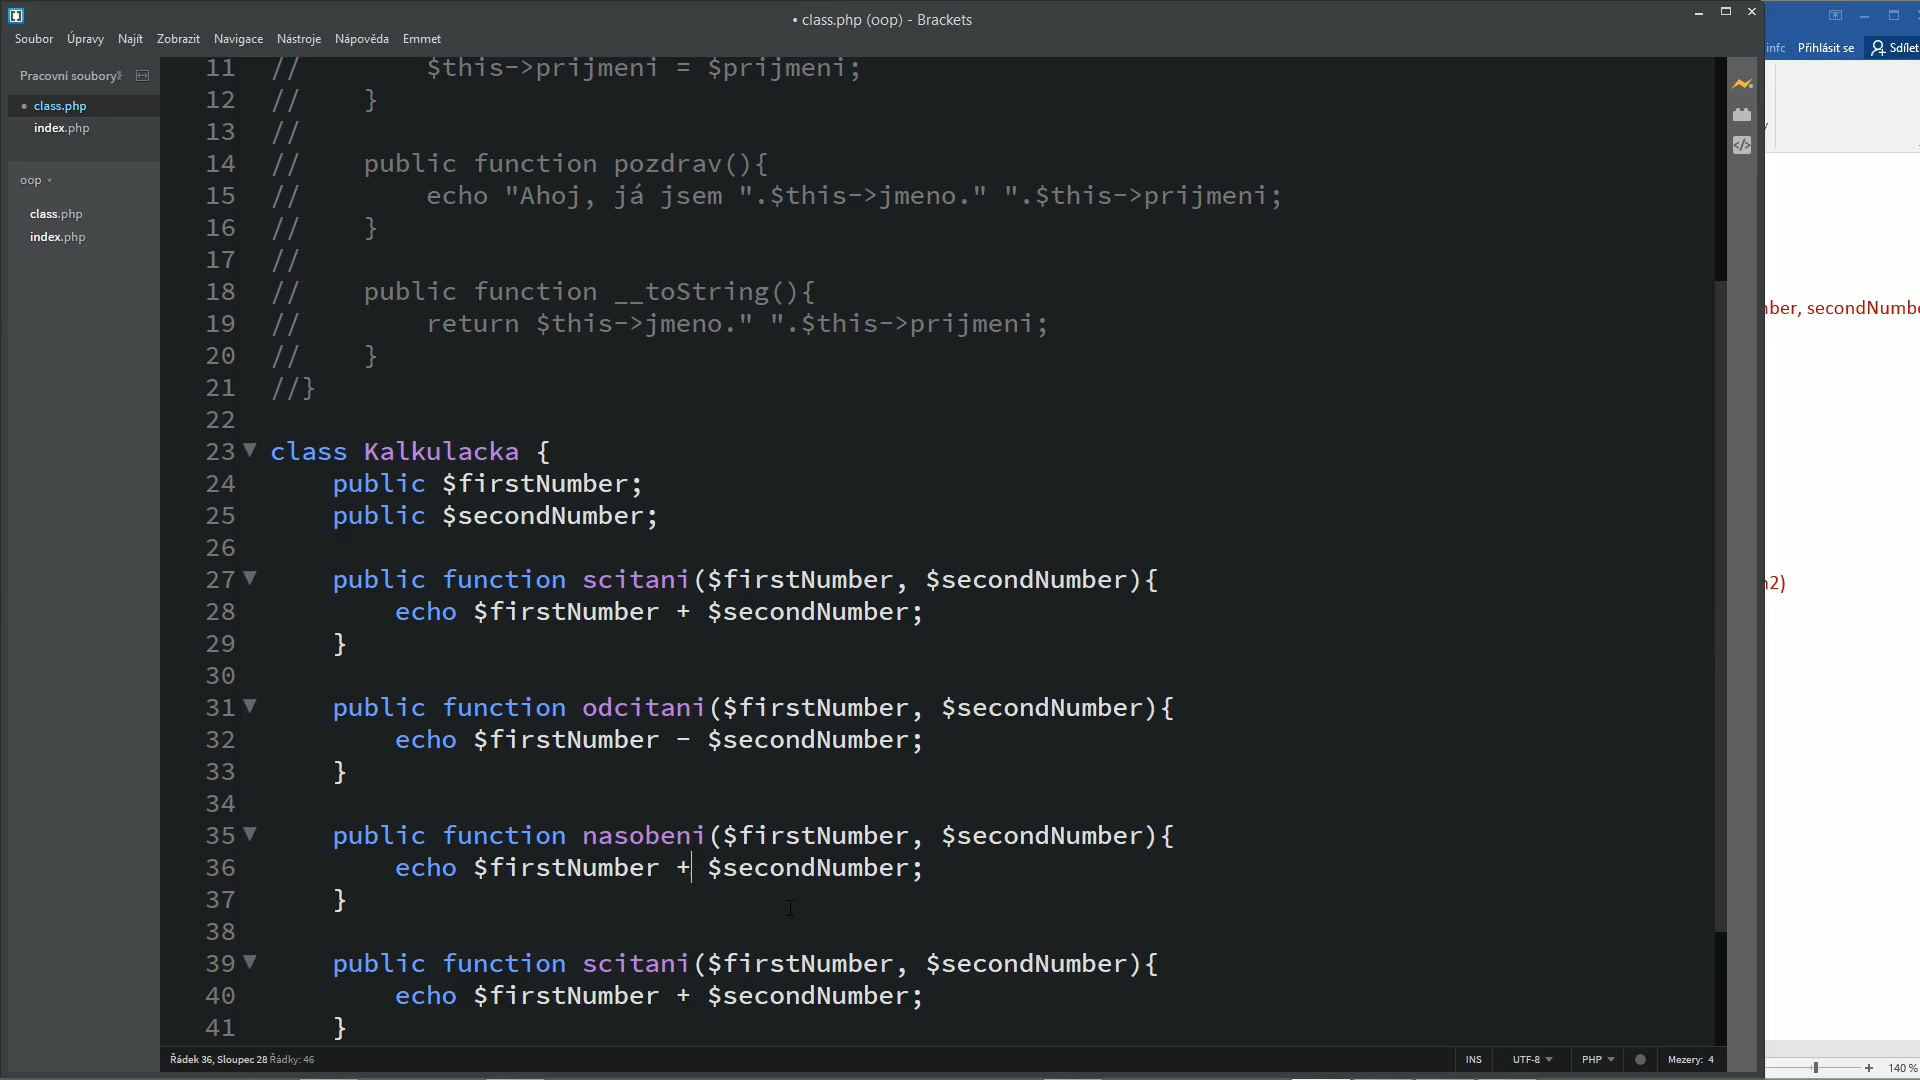 • class.php (oop) - Brackets
Soubor Úpravy Najít Zobrazit Navigace Nástroje Nápověda Emmet
Pracovní soubory
• class.php
index.php
oop
class.php
index.php
11 // $this->prijmeni = $prijmeni;
12 // }
13 //
14 // public function pozdrav(){
15 // echo "Ahoj, já jsem ".$this->jmeno." ".$this->prijmeni;
16 // }
17 //
18 // public function __toString(){
19 // return $this->jmeno." ".$this->prijmeni;
20 // }
21 //}
22
23 class Kalkulacka {
24 public $firstNumber;
25 public $secondNumber;
26
27 public function scitani($firstNumber, $secondNumber){
28 echo $firstNumber + $secondNumber;
29 }
30
31 public function odcitani($firstNumber, $secondNumber){
32 echo $firstNumber - $secondNumber;
33 }
34
35 public function nasobeni($firstNumber, $secondNumber){
36 echo $firstNumber + $secondNumber;
37 }
38
39 public function scitani($firstNumber, $secondNumber){
40 echo $firstNumber + $secondNumber;
41 }
Řádek 36, Sloupec 28 Řádky: 46
INS UTF-8 PHP Mezery: 4
Přihlásit se Sdílet
ber, secondNumbe
2)
140 %